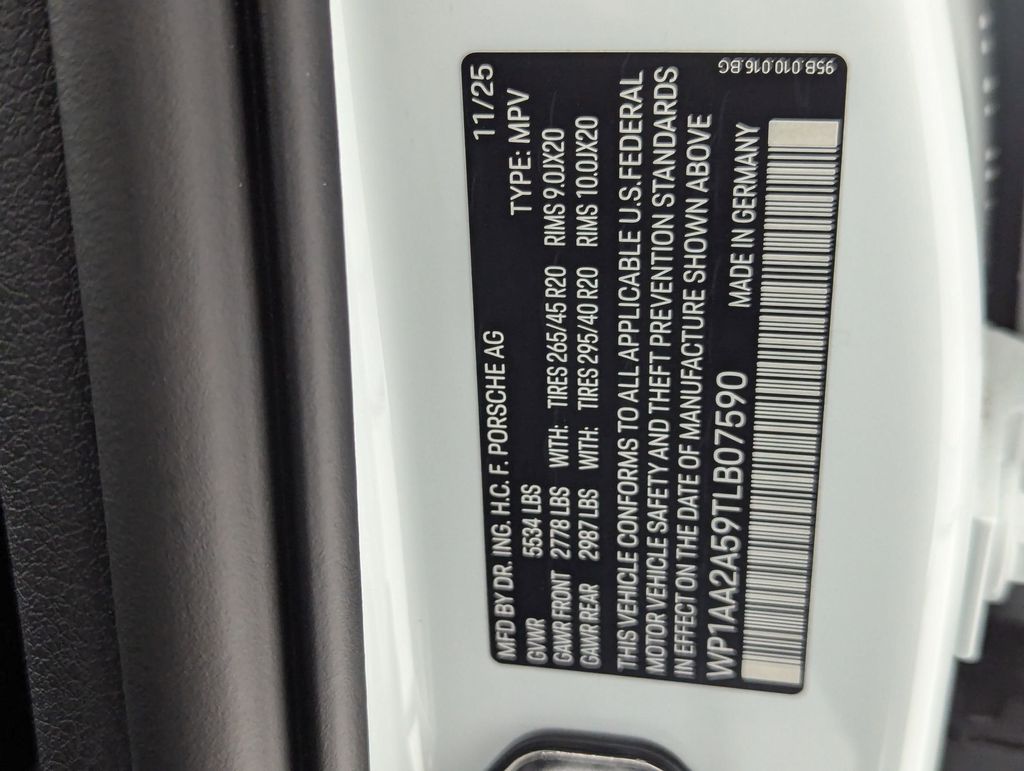 MFD BY DR. ING. H.C. F. PORSCHE AG 11/25
GVWR 5534 LBS TYPE: MPV
GAWR FRONT 2778 LBS WITH: TIRES 265/45 R20 RIMS 9.0JX20
GAWR REAR 2987 LBS WITH: TIRES 295/40 R20 RIMS 10.0JX20
THIS VEHICLE CONFORMS TO ALL APPLICABLE U.S.FEDERAL
MOTOR VEHICLE SAFETY AND THEFT PREVENTION STANDARDS
IN EFFECT ON THE DATE OF MANUFACTURE SHOWN ABOVE
WP1AA2A59TLB07590 MADE IN GERMANY
95B.010.016.BG